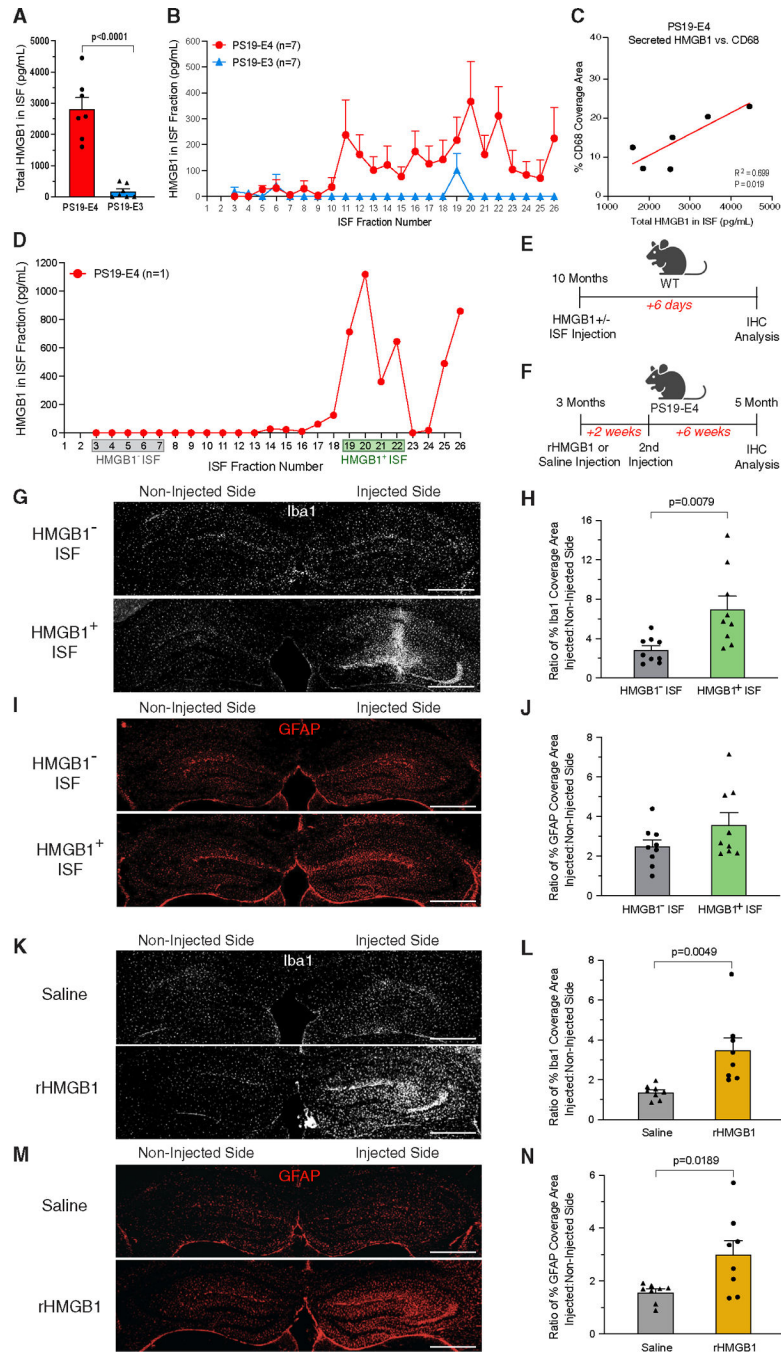 A
p<0.0001
Total HMGB1 in ISF (pg/mL)
5000
4500
4000
3500
3000
2500
2000
1500
1000
500
0
PS19-E4 PS19-E3
B
PS19-E4 (n=7)
PS19-E3 (n=7)
HMGB1 in ISF Fraction (pg/mL)
600
500
400
300
200
100
0
1 2 3 4 5 6 7 8 9 10 11 12 13 14 15 16 17 18 19 20 21 22 23 24 25 26
ISF Fraction Number
C
PS19-E4
Secreted HMGB1 vs. CD68
% CD68 Coverage Area
40
30
20
10
0
R² = 0.699
P = 0.019
1000 2000 3000 4000 5000
Total HMGB1 in ISF (pg/mL)
D
PS19-E4 (n=1)
HMGB1 in ISF Fraction (pg/mL)
1200
1000
800
600
400
200
0
1 2 3 4 5 6 7 8 9 10 11 12 13 14 15 16 17 18 19 20 21 22 23 24 25 26
HMGB1⁻ ISF
ISF Fraction Number
HMGB1⁺ ISF
E
10 Months
WT
+6 days
HMGB1+/-
ISF Injection
IHC
Analysis
F
3 Months
PS19-E4
5 Month
+2 weeks
+6 weeks
rHMGB1 or
Saline Injection
2nd
Injection
IHC
Analysis
G
Non-Injected Side Injected Side
Iba1
HMGB1⁻
ISF
HMGB1⁺
ISF
H
p=0.0079
Ratio of % Iba1 Coverage Area
Injected:Non-Injected Side
16
12
8
4
0
HMGB1⁻ ISF HMGB1⁺ ISF
I
Non-Injected Side Injected Side
GFAP
HMGB1⁻
ISF
HMGB1⁺
ISF
J
Ratio of % GFAP Coverage Area
Injected:Non-Injected Side
8
6
4
2
0
HMGB1⁻ ISF HMGB1⁺ ISF
K
Non-Injected Side Injected Side
Iba1
Saline
rHMGB1
L
p=0.0049
Ratio of % Iba1 Coverage Area
Injected:Non-Injected Side
8
6
4
2
0
Saline rHMGB1
M
Non-Injected Side Injected Side
GFAP
Saline
rHMGB1
N
p=0.0189
Ratio of % GFAP Coverage Area
Injected:Non-Injected Side
6
4
2
0
Saline rHMGB1